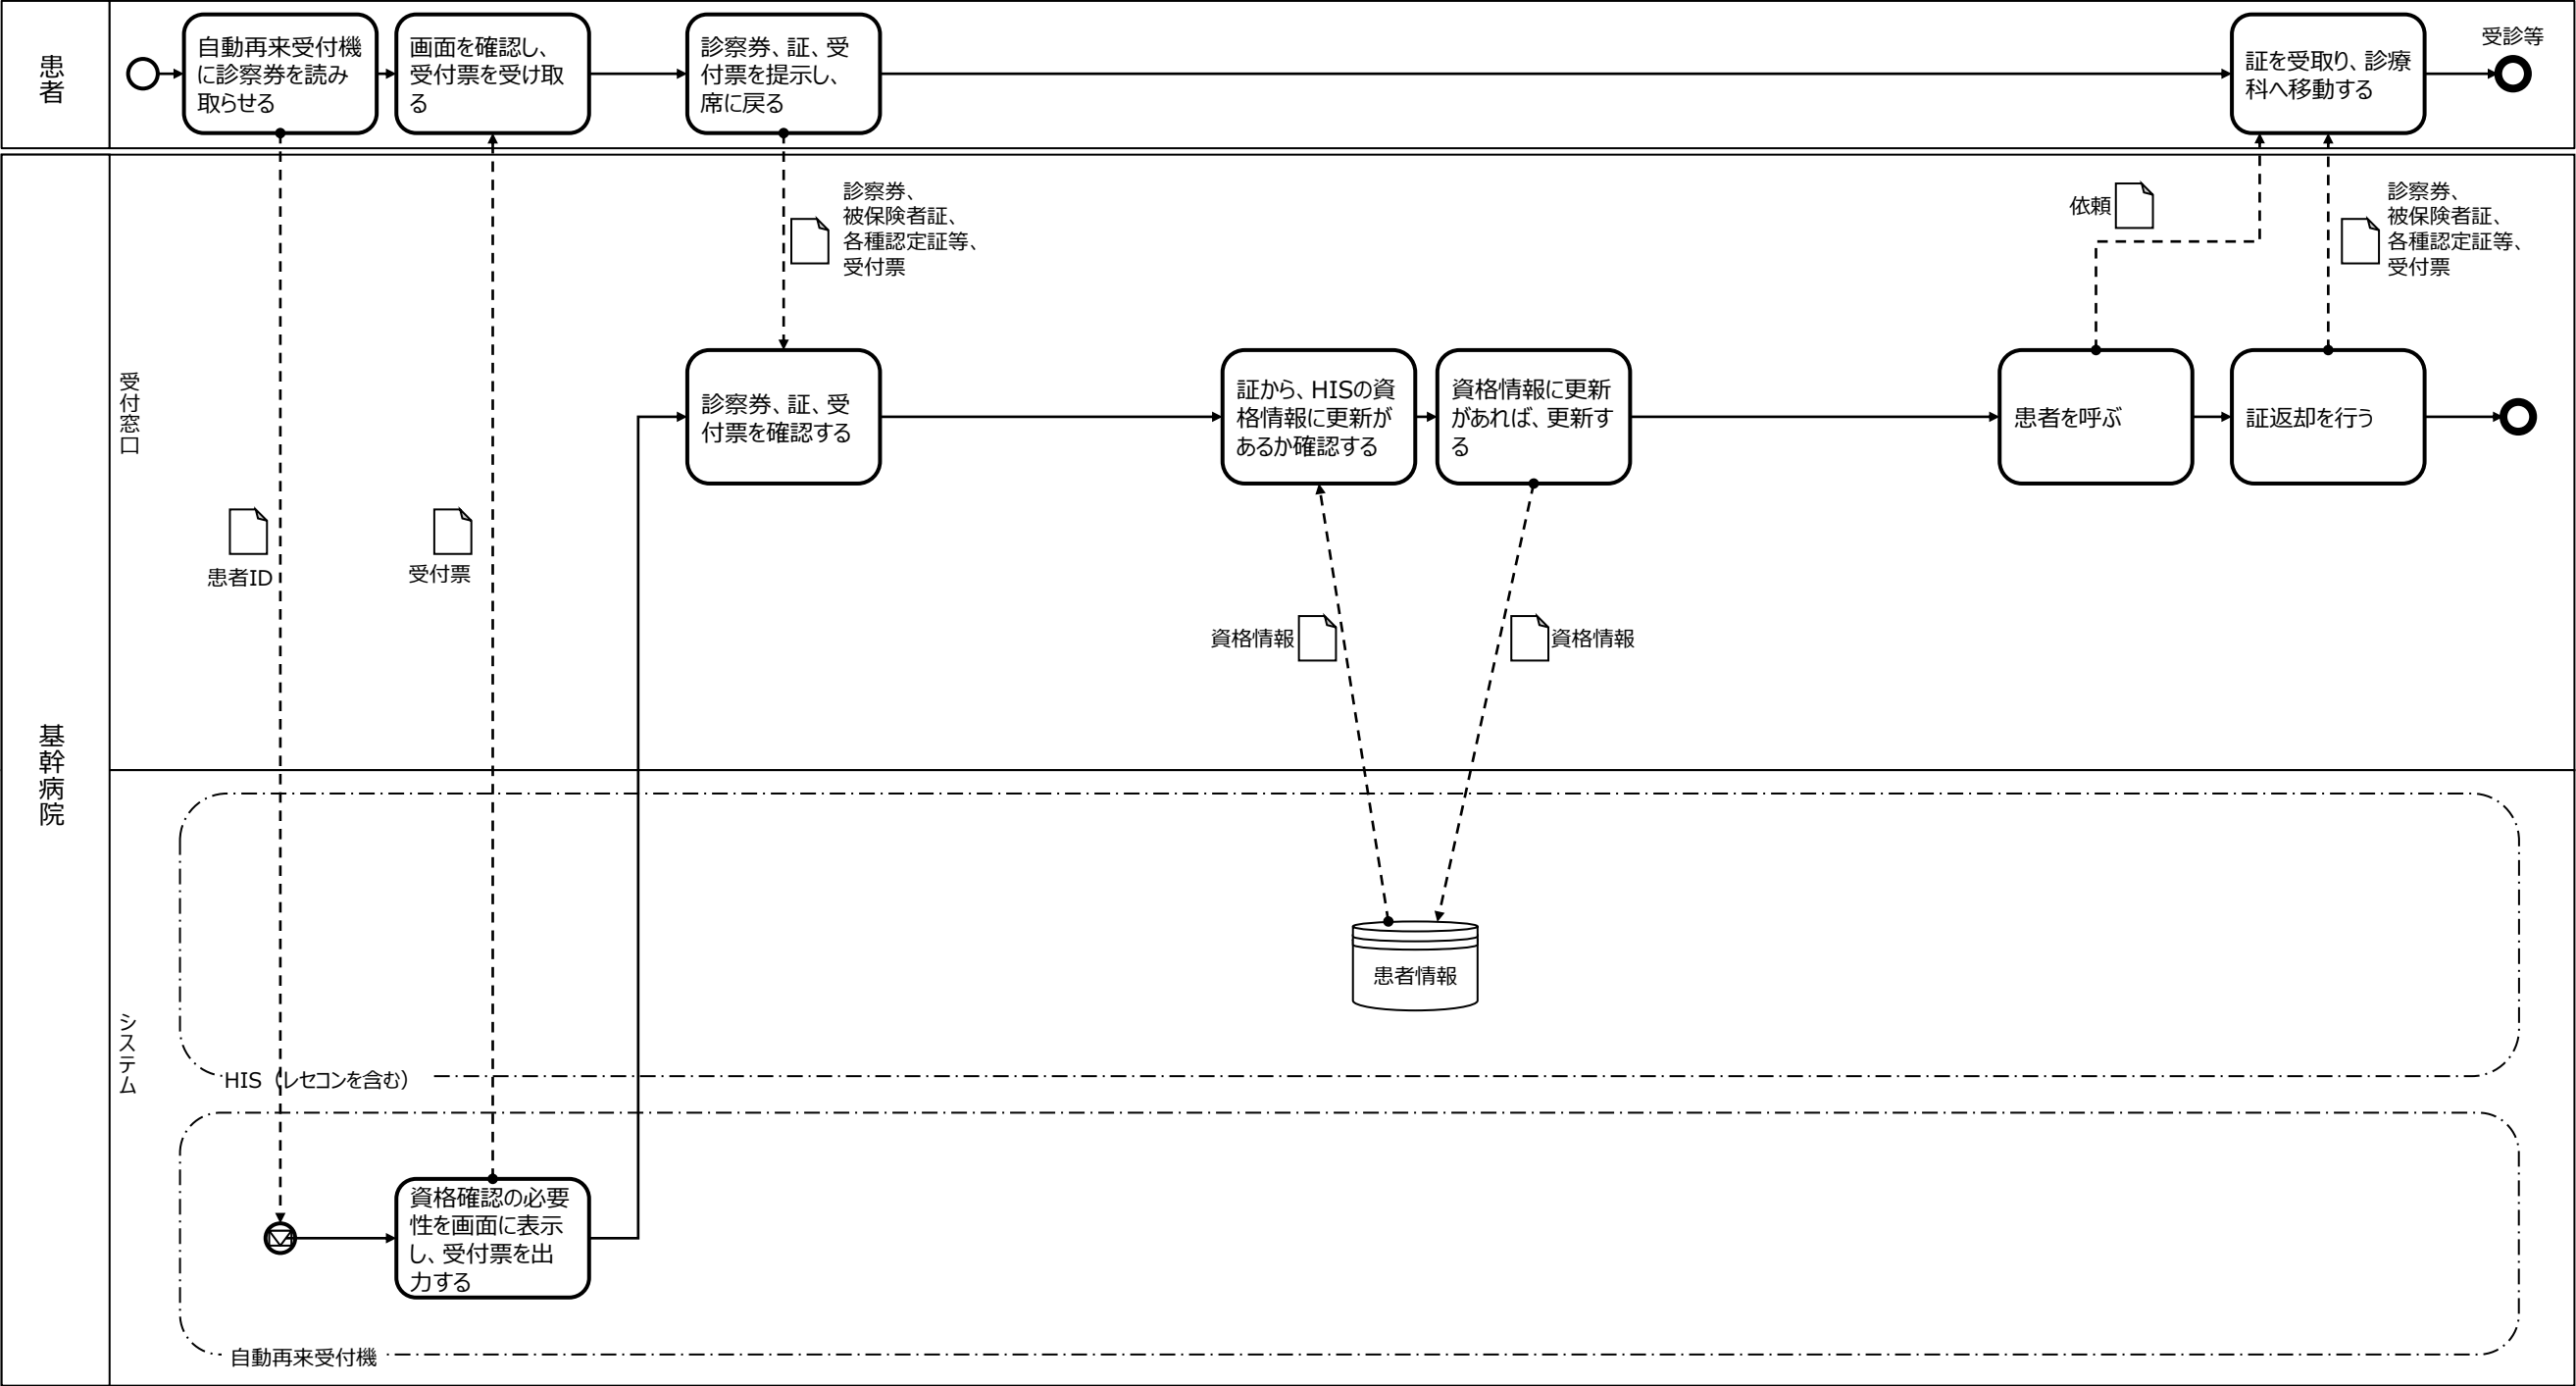 患者
自動再来受付機
に診察券を読み
取らせる
画面を確認し、
受付票を受け取
る
診察券、証、受
付票を提示し、
席に戻る
証を受取り、診療
科へ移動する
受診等
基幹病院
受付窓口
診察券、
被保険者証、
各種認定証等、
受付票
依頼
診察券、
被保険者証、
各種認定証等、
受付票
診察券、証、受
付票を確認する
証から、HISの資
格情報に更新が
あるか確認する
資格情報に更新
があれば、更新す
る
患者を呼ぶ
証返却を行う
患者ID
受付票
資格情報
資格情報
システム
患者情報
HIS（レセコンを含む）
資格確認の必要
性を画面に表示
し、受付票を出
力する
自動再来受付機